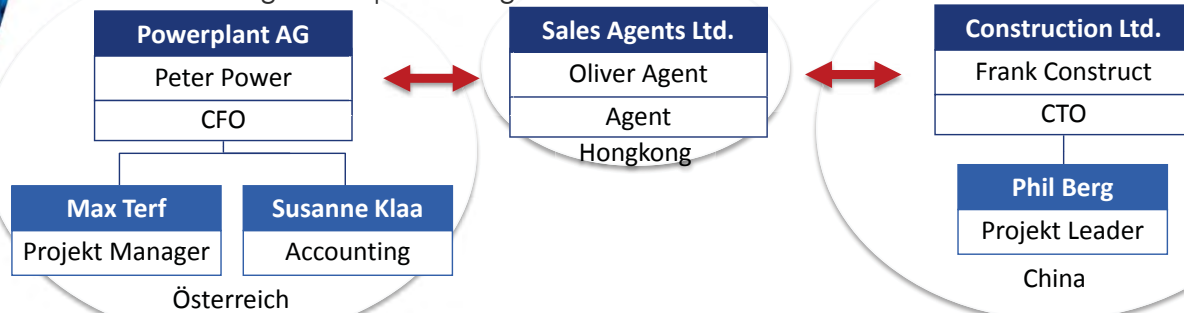 Powerplant AG
Peter Power
CFO
Max Terf
Projekt Manager
Susanne Klaa
Accounting
Österreich
Sales Agents Ltd.
Oliver Agent
Agent
Hongkong
Construction Ltd.
Frank Construct
CTO
Phil Berg
Projekt Leader
China